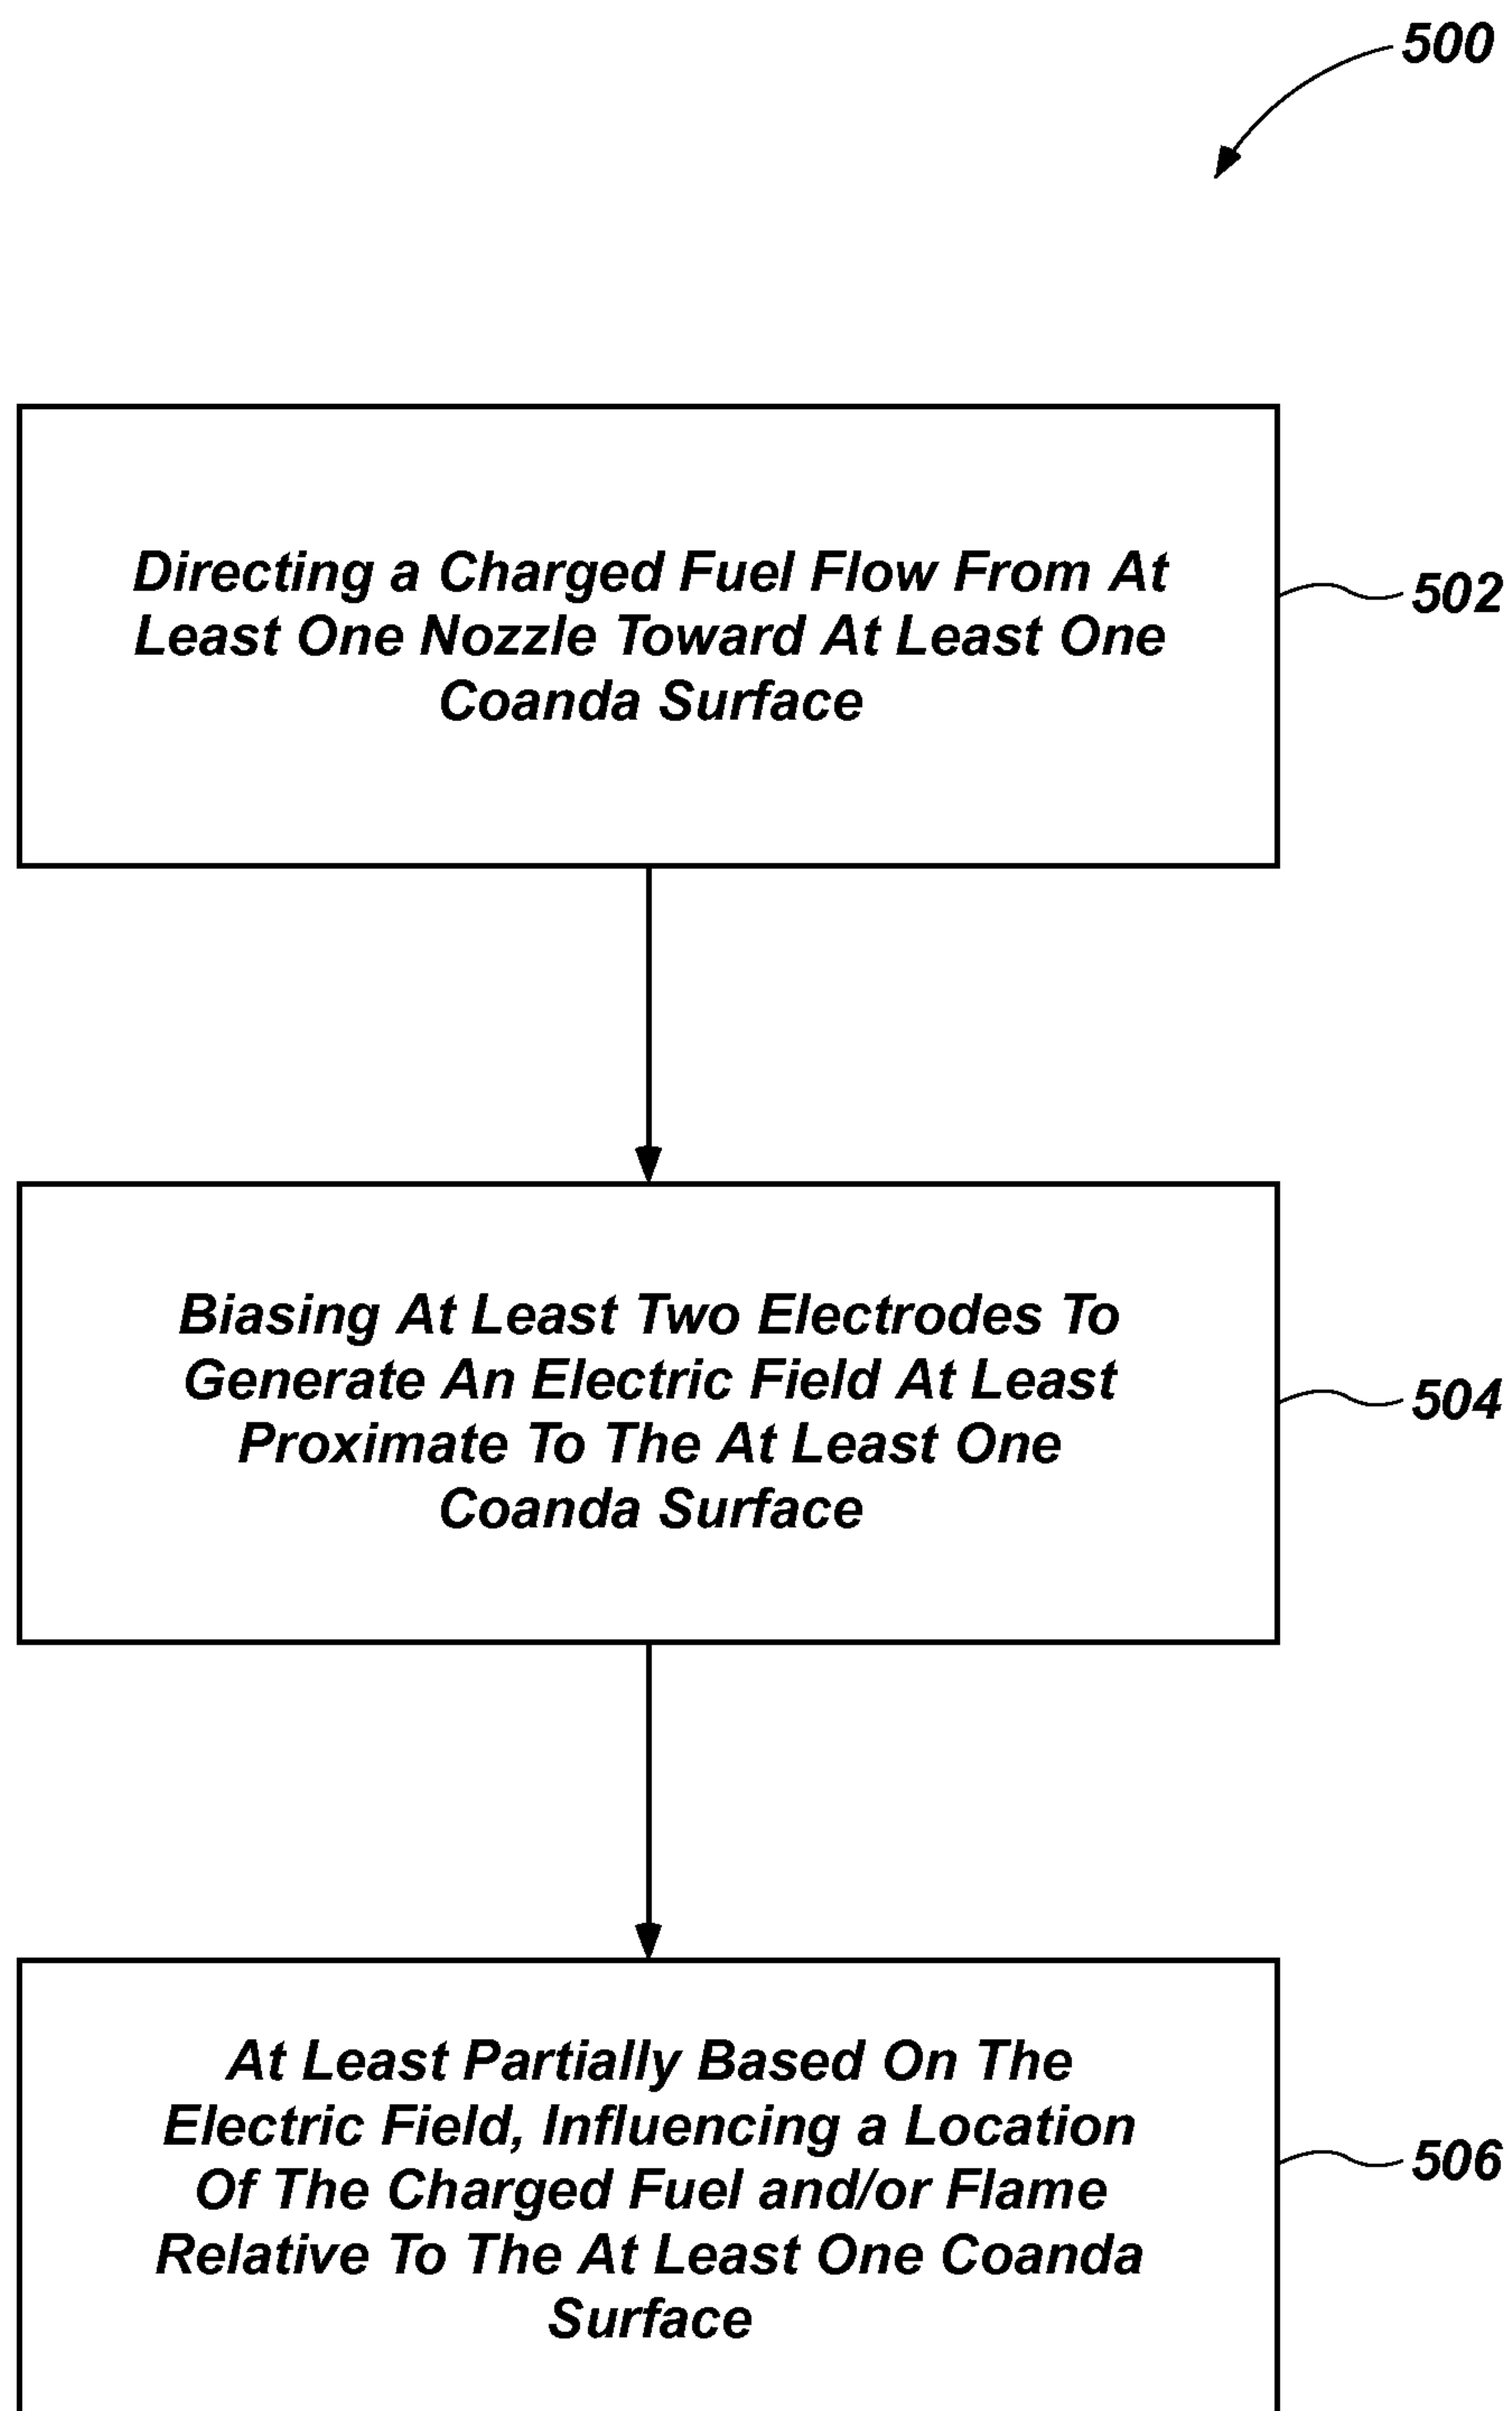 500
Directing a Charged Fuel Flow From At
Least One Nozzle Toward At Least One
Coanda Surface
502
Biasing At Least Two Electrodes To
Generate An Electric Field At Least
Proximate To The At Least One
Coanda Surface
504
At Least Partially Based On The
Electric Field, Influencing a Location
Of The Charged Fuel and/or Flame
Relative To The At Least One Coanda
Surface
506